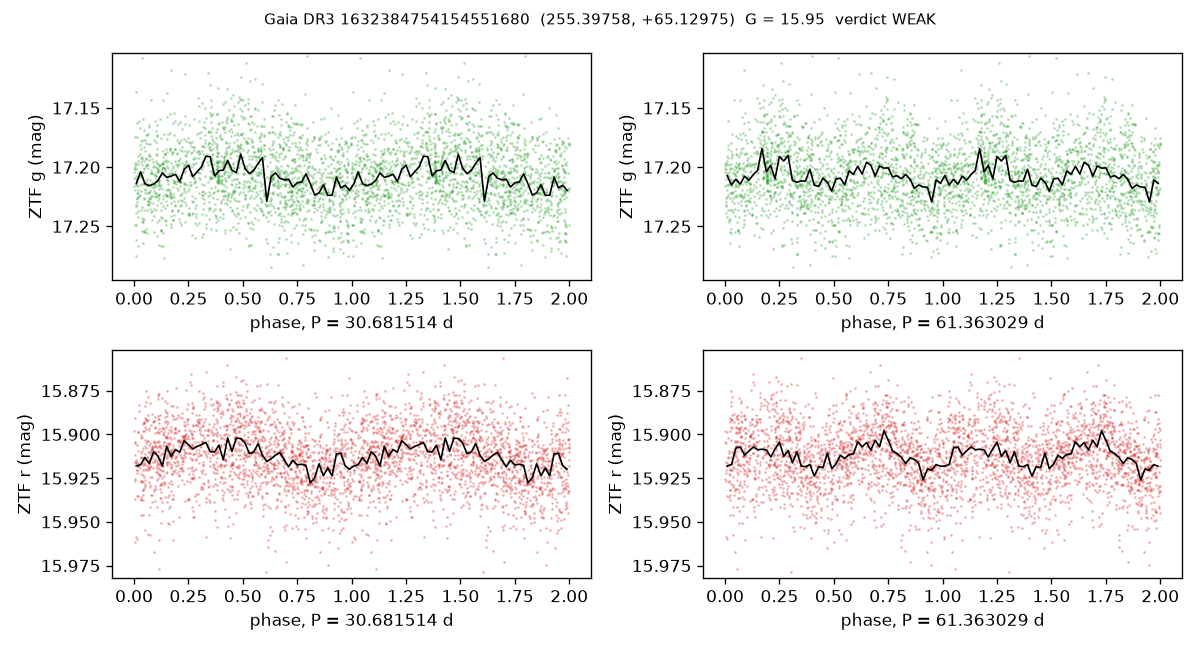 Gaia DR3 1632384754154551680 (255.39758, +65.12975) G = 15.95 verdict WEAK
ZTF g (mag)
17.15
17.20
17.25
0.00 0.25 0.50 0.75 1.00 1.25 1.50 1.75 2.00
phase, P = 30.681514 d
ZTF g (mag)
17.15
17.20
17.25
0.00 0.25 0.50 0.75 1.00 1.25 1.50 1.75 2.00
phase, P = 61.363029 d
ZTF r (mag)
15.875
15.900
15.925
15.950
15.975
0.00 0.25 0.50 0.75 1.00 1.25 1.50 1.75 2.00
phase, P = 30.681514 d
ZTF r (mag)
15.875
15.900
15.925
15.950
15.975
0.00 0.25 0.50 0.75 1.00 1.25 1.50 1.75 2.00
phase, P = 61.363029 d